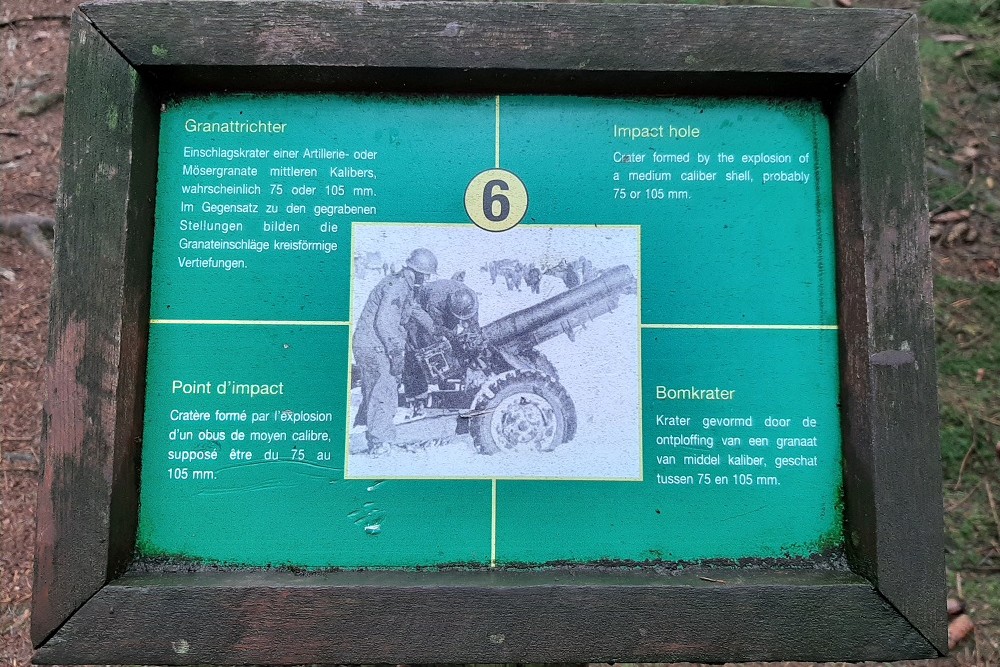 Granattrichter
Einschlagskrater einer Artillerie- oder
Mösergranate mittleren Kalibers,
wahrscheinlich 75 oder 105 mm.
Im Gegensatz zu den gegrabenen
Stellungen bilden die
Granateinschläge kreisförmige
Vertiefungen.
6
Impact hole
Crater formed by the explosion of
a medium caliber shell, probably
75 or 105 mm.
Point d'impact
Cratère formé par l'explosion
d'un obus de moyen calibre,
supposé être du 75 au
105 mm.
Bomkrater
Krater gevormd door de
ontploffing van een granaat
van middel kaliber, geschat
tussen 75 en 105 mm.